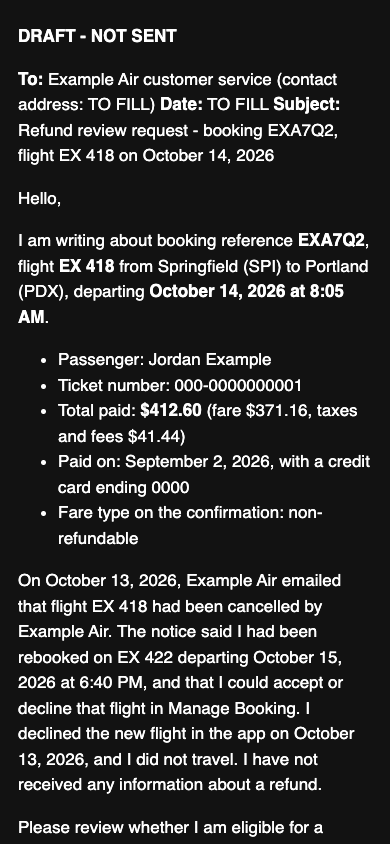 DRAFT - NOT SENT
To: Example Air customer service (contact
address: TO FILL) Date: TO FILL Subject:
Refund review request - booking EXA7Q2,
flight EX 418 on October 14, 2026
Hello,
I am writing about booking reference EXA7Q2,
flight EX 418 from Springfield (SPI) to Portland
(PDX), departing October 14, 2026 at 8:05
AM.
• Passenger: Jordan Example
• Ticket number: 000-0000000001
• Total paid: $412.60 (fare $371.16, taxes
and fees $41.44)
• Paid on: September 2, 2026, with a credit
card ending 0000
• Fare type on the confirmation: non-
refundable
On October 13, 2026, Example Air emailed
that flight EX 418 had been cancelled by
Example Air. The notice said I had been
rebooked on EX 422 departing October 15,
2026 at 6:40 PM, and that I could accept or
decline that flight in Manage Booking. I
declined the new flight in the app on October
13, 2026, and I did not travel. I have not
received any information about a refund.
Please review whether I am eligible for a